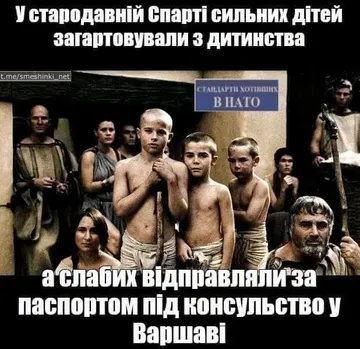 У стародавній Спарті сильних дітей
загартовували з дитинства
t.me/smeshinki_net
СТАНДАРТИ ХОТІВШИХ
В НАТО
а слабих відправляли за
паспортом під консульство у
Варшаві